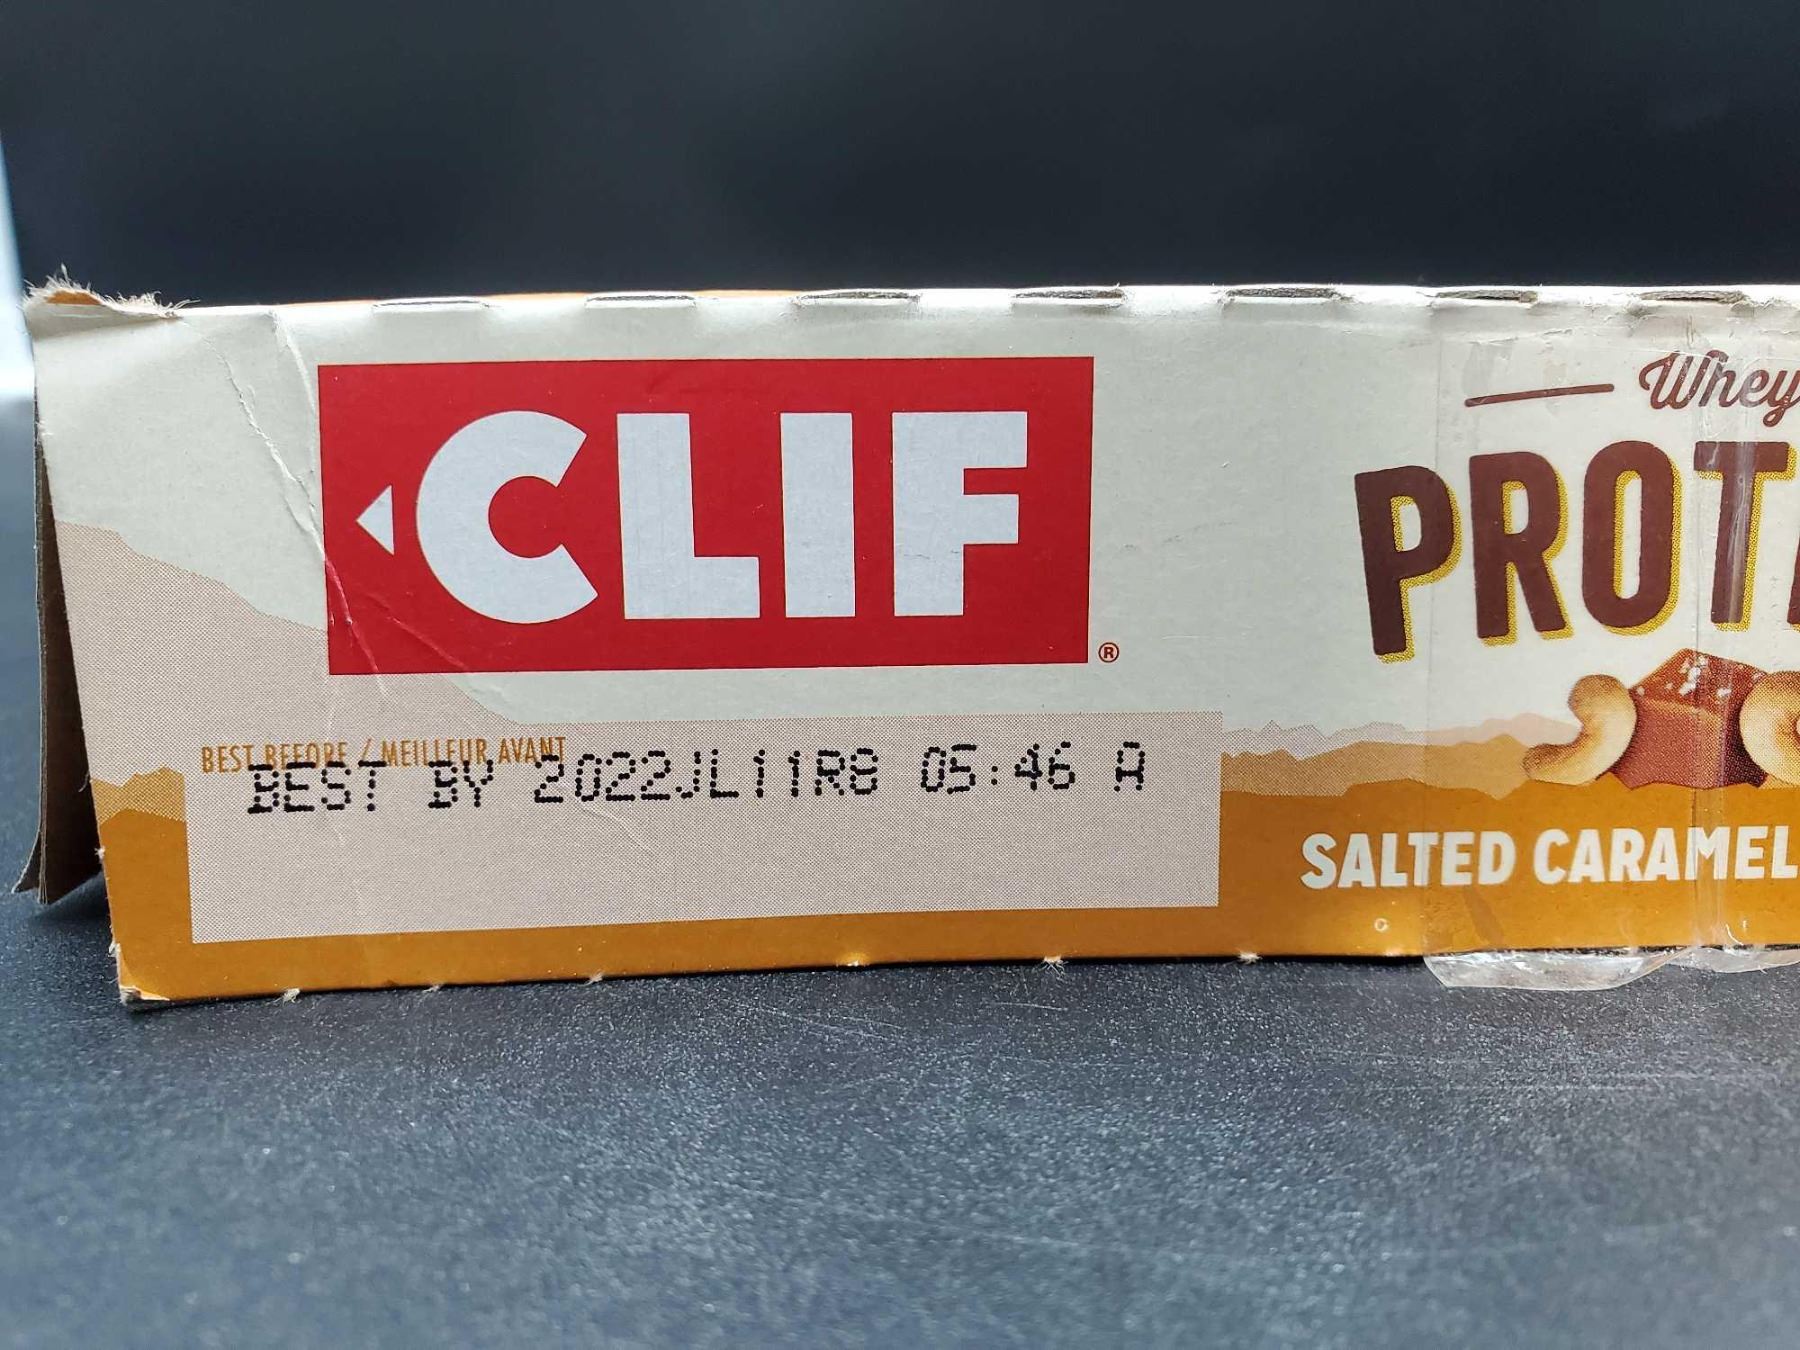 CLIF
®
Whey
PROT
BEST BEFORE / MEILLEUR AVANT
BEST BY 2022JL11R8 05:46 A
SALTED CARAMEL